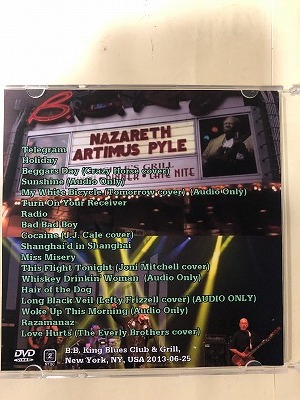 B
NAZARETH
ARTIMUS PYLE
'S GRILL
NITE
Telegram
Holiday
Beggars Day (Crazy Horse cover)
Sunshine (Audio Only)
My White Bicycle (Tomorrow cover) (Audio Only)
Turn On Your Receiver
Radio
Bad Bad Boy
Cocaine (J.J. Cale cover)
Shanghai'd in Shanghai
Miss Misery
This Flight Tonight (Joni Mitchell cover)
Whiskey Drinkin' Woman (Audio Only)
Hair of the Dog
Long Black Veil (Lefty Frizzell cover) (AUDIO ONLY)
Woke Up This Morning (Audio Only)
Razamanaz
Love Hurts (The Everly Brothers cover)
DVD
2
B.B. King Blues Club & Grill,
New York, NY, USA 2013-06-25